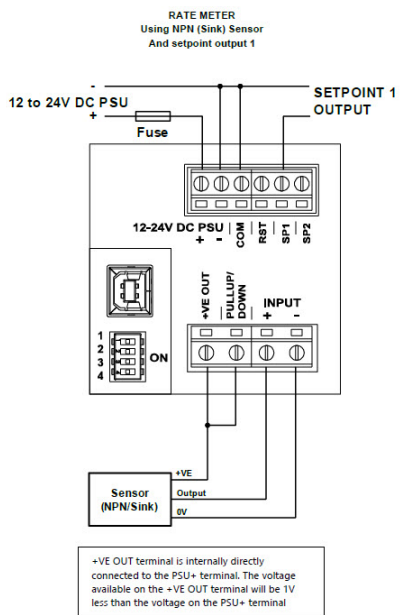 RATE METER
Using NPN (Sink) Sensor
And setpoint output 1
-
12 to 24V DC PSU
+
Fuse
SETPOINT 1
OUTPUT
12-24V DC PSU
+
-
COM
RST
SP1
SP2
+VE OUT
PULLUP/
DOWN
INPUT
+
-
1
2
3
4
ON
+VE
Output
0V
Sensor
(NPN/Sink)
+VE OUT terminal is internally directly
connected to the PSU+ terminal. The voltage
available on the +VE OUT terminal will be 1V
less than the voltage on the PSU+ terminal